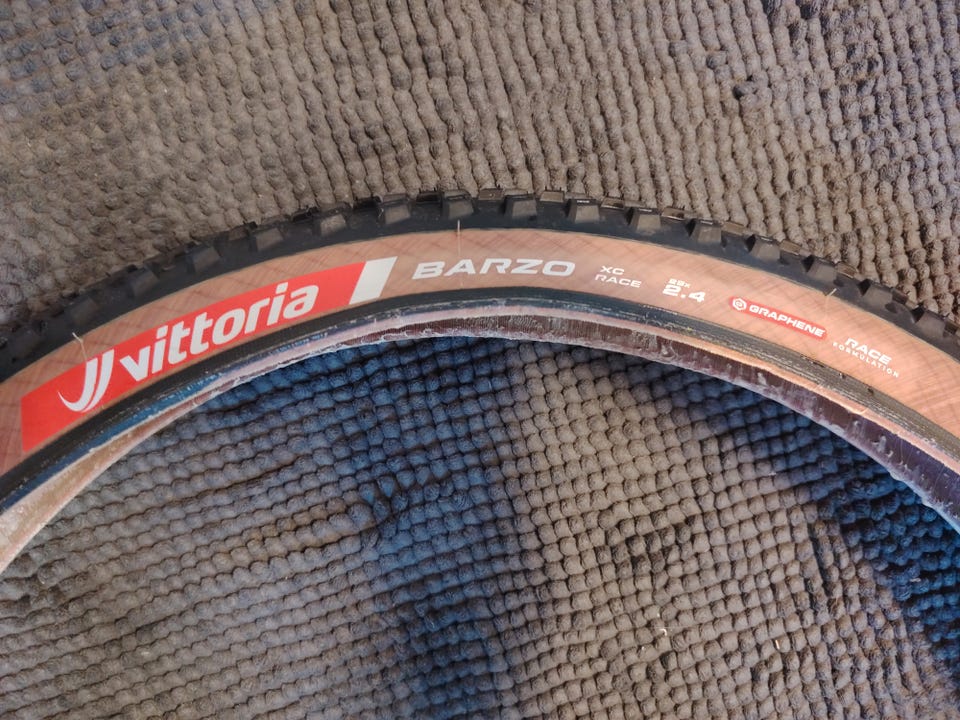 vittoria
BARZO
XC
RACE
29x
2.4
GRAPHENE
RACE
FORMULATION